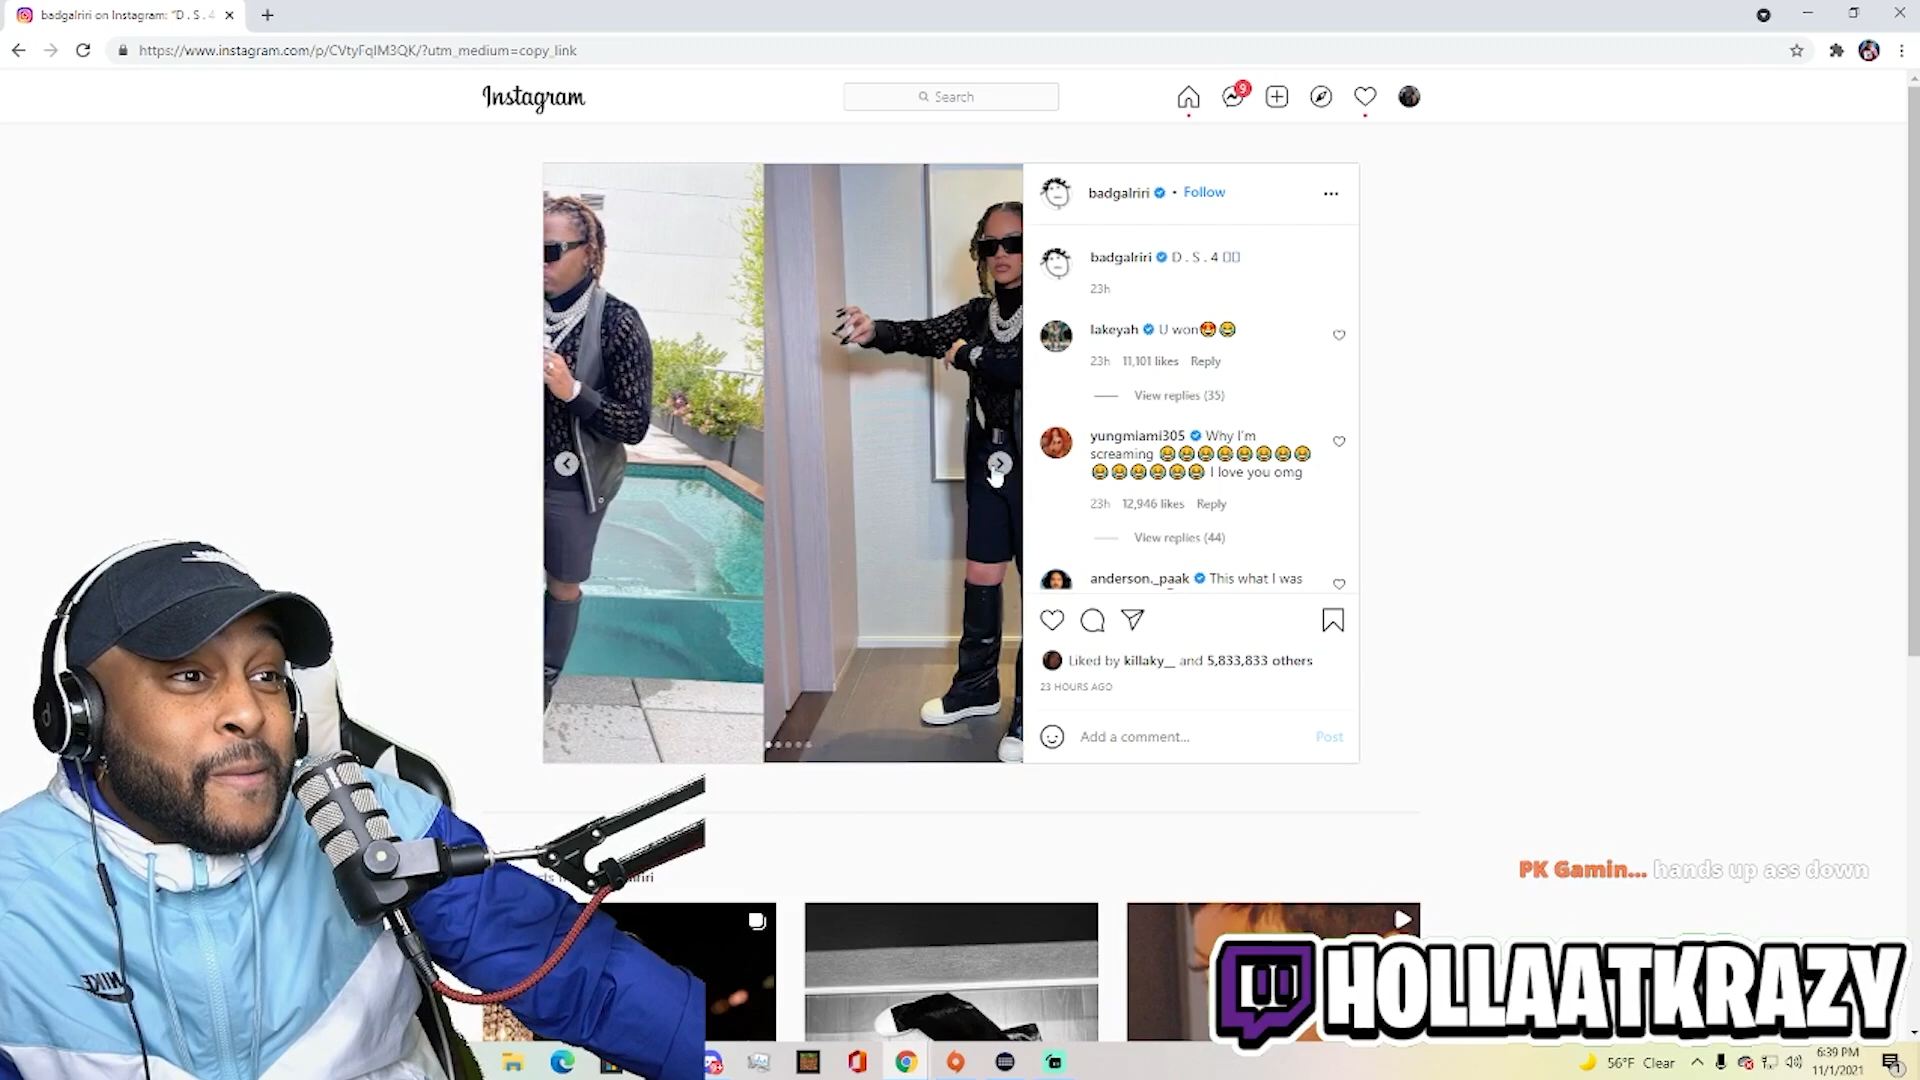 badgalriri on Instagram: "D . S . 4
https://www.instagram.com/p/CVtyFqIM3QK/?utm_medium=copy_link
Instagram
Search
9
badgalriri • Follow
badgalriri D . S . 4
23h
lakeyah U won😍😂
23h 11,101 likes Reply
View replies (35)
yungmiami305 Why I'm
screaming 😂😂😂😂😂😂😂😂
😂😂😂😂😂😂 I love you omg
23h 12,946 likes Reply
View replies (44)
anderson._paak This what I was
Liked by killaky__ and 5,833,833 others
23 HOURS AGO
Add a comment... Post
PK Gamin... hands up ass down
HOLLAATKRAZY
NIKE
56°F Clear
6:39 PM
11/1/2021